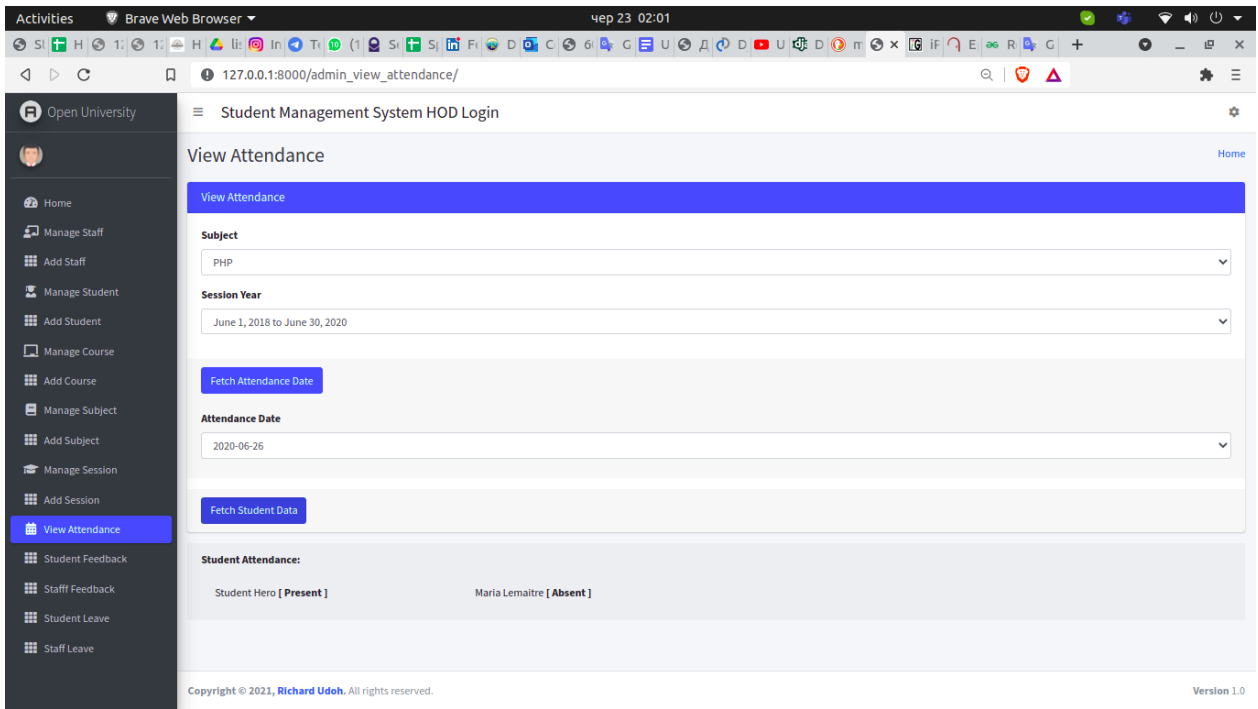 Activities Brave Web Browser чер 23 02:01
127.0.0.1:8000/admin_view_attendance/
Open University
Student Management System HOD Login
View Attendance Home
Home
Manage Staff
Add Staff
Manage Student
Add Student
Manage Course
Add Course
Manage Subject
Add Subject
Manage Session
Add Session
View Attendance
Student Feedback
Stafff Feedback
Student Leave
Staff Leave
View Attendance
Subject
PHP
Session Year
June 1, 2018 to June 30, 2020
Fetch Attendance Date
Attendance Date
2020-06-26
Fetch Student Data
Student Attendance:
Student Hero [ Present ] Maria Lemaitre [ Absent ]
Copyright © 2021, Richard Udoh. All rights reserved. Version 1.0